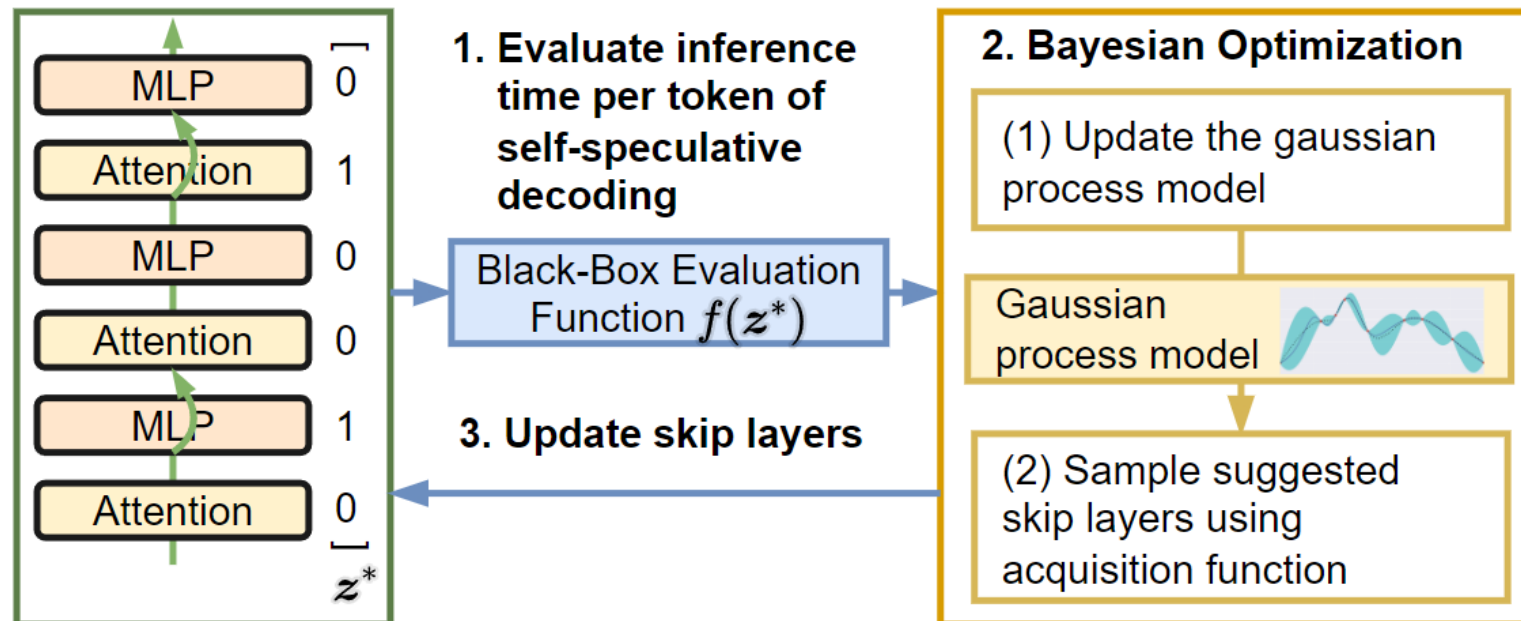 MLP
0
Attention
1
MLP
0
Attention
0
MLP
1
Attention
0
[ ]
z*
1. Evaluate inference
time per token of
self-speculative
decoding
Black-Box Evaluation
Function f(z*)
3. Update skip layers
2. Bayesian Optimization
(1) Update the gaussian
process model
Gaussian
process model
(2) Sample suggested
skip layers using
acquisition function